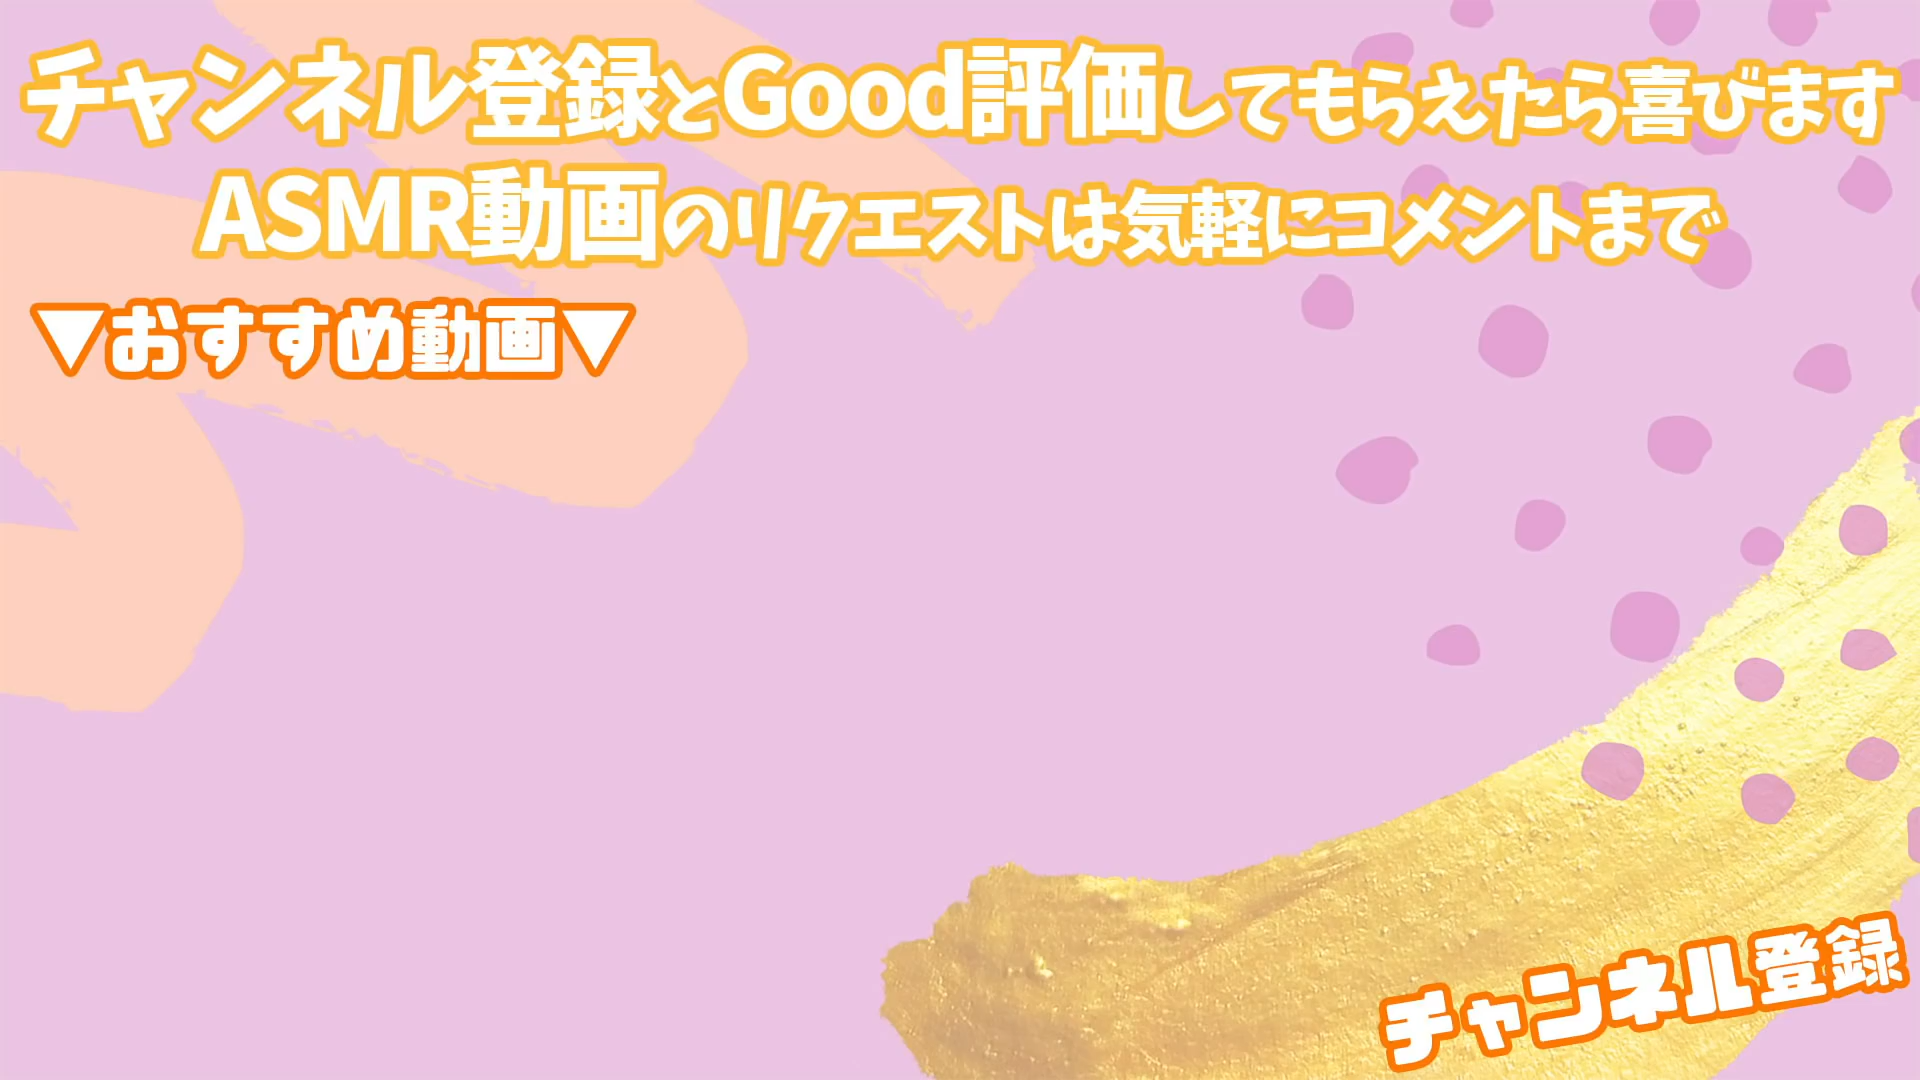 チャンネル登録とGood評価してもらえたら喜びます
ASMR動画のリクエストは気軽にコメントまで
▼おすすめ動画▼
チャンネル登録